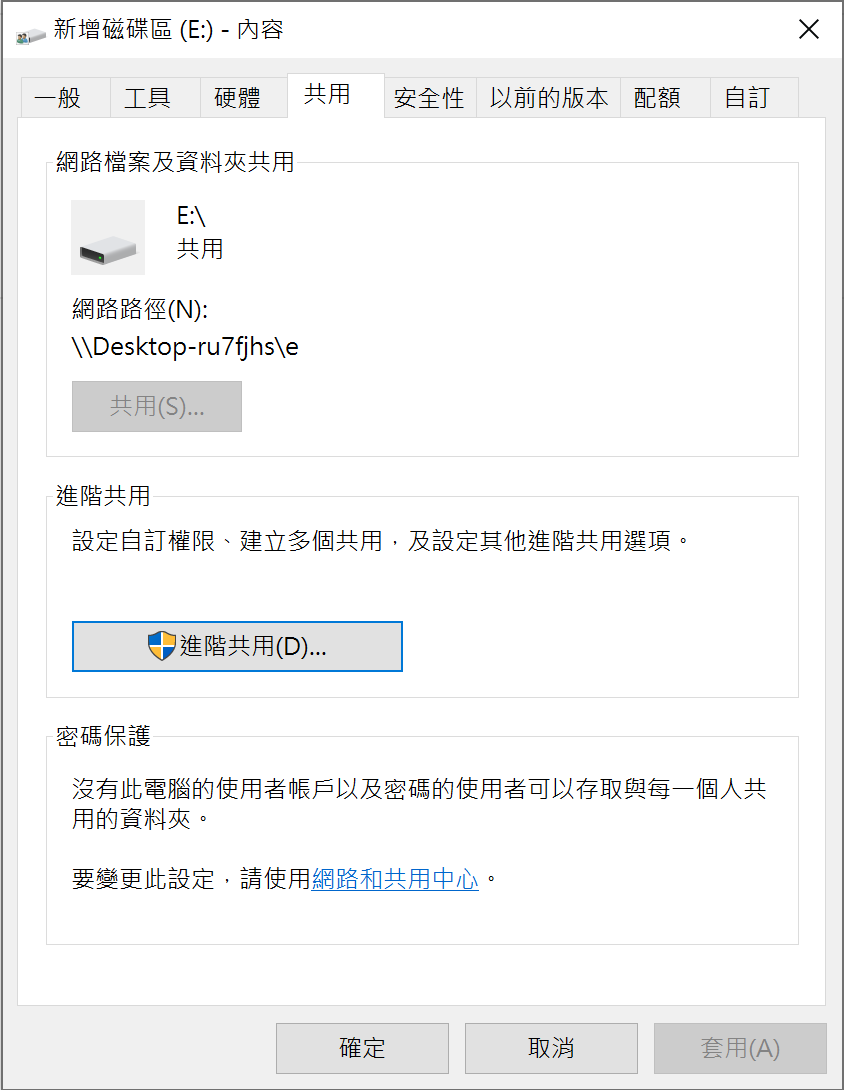 新增磁碟區 (E:) - 內容
一般
工具
硬體
共用
安全性
以前的版本
配額
自訂
網路檔案及資料夾共用
E:\
共用
網路路徑(N):
\\Desktop-ru7fjhs\e
共用(S)...
進階共用
設定自訂權限、建立多個共用，及設定其他進階共用選項。
進階共用(D)...
密碼保護
沒有此電腦的使用者帳戶以及密碼的使用者可以存取與每一個人共
用的資料夾。
要變更此設定，請使用網路和共用中心。
確定
取消
套用(A)